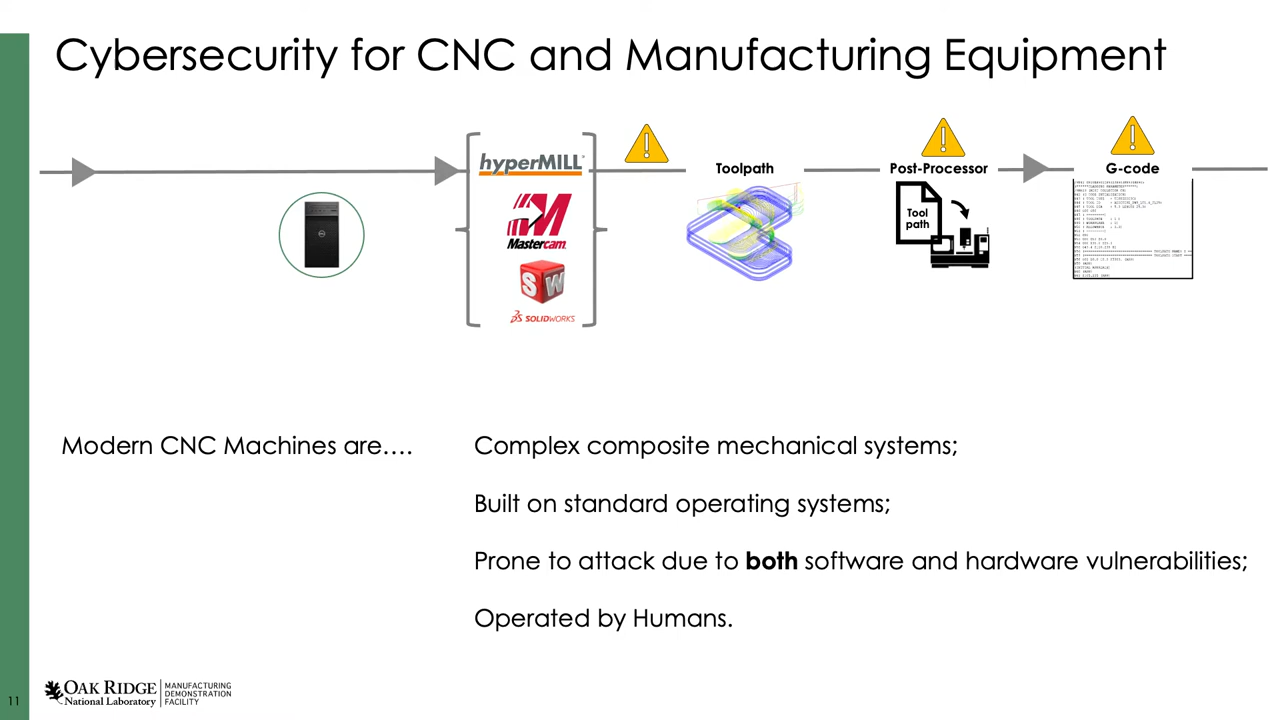 Cybersecurity for CNC and Manufacturing Equipment
hyperMILL®
Mastercam
SW
SOLIDWORKS
Toolpath
Post-Processor
Tool
path
G-code
Modern CNC Machines are….
Complex composite mechanical systems;
Built on standard operating systems;
Prone to attack due to both software and hardware vulnerabilities;
Operated by Humans.
11
OAK RIDGE
National Laboratory
MANUFACTURING
DEMONSTRATION
FACILITY